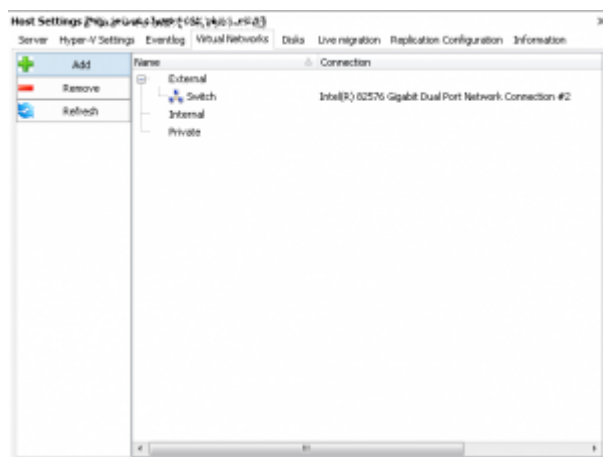 Host Settings
Server Hyper-V Settings Eventlog Virtual Networks Disks Live migration Replication Configuration Information
Add
Remove
Refresh
Name Connection
External
Switch Intel(R) 82576 Gigabit Dual Port Network Connection #2
Internal
Private